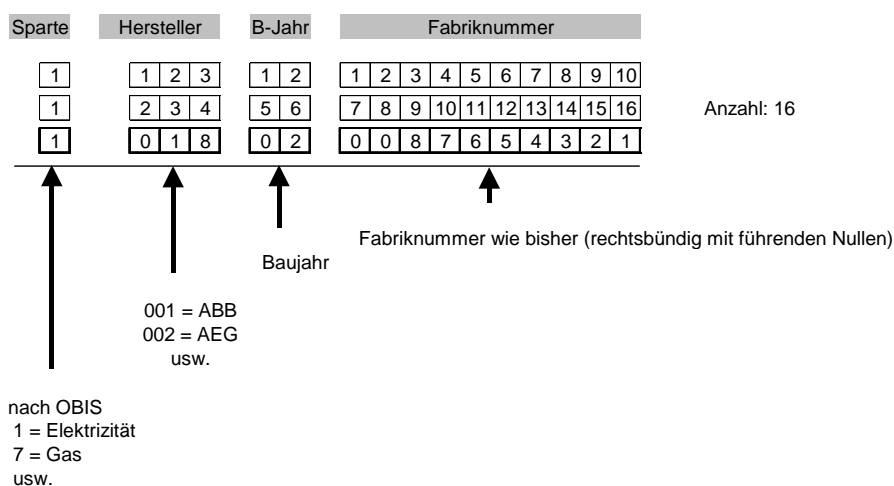 Sparte Hersteller B-Jahr Fabriknummer
1 1 2 3 1 2 1 2 3 4 5 6 7 8 9 10
1 2 3 4 5 6 7 8 9 10 11 12 13 14 15 16 Anzahl: 16
1 0 1 8 0 2 0 0 8 7 6 5 4 3 2 1
Fabriknummer wie bisher (rechtsbündig mit führenden Nullen)
Baujahr
001 = ABB
002 = AEG
usw.
nach OBIS
1 = Elektrizität
7 = Gas
usw.